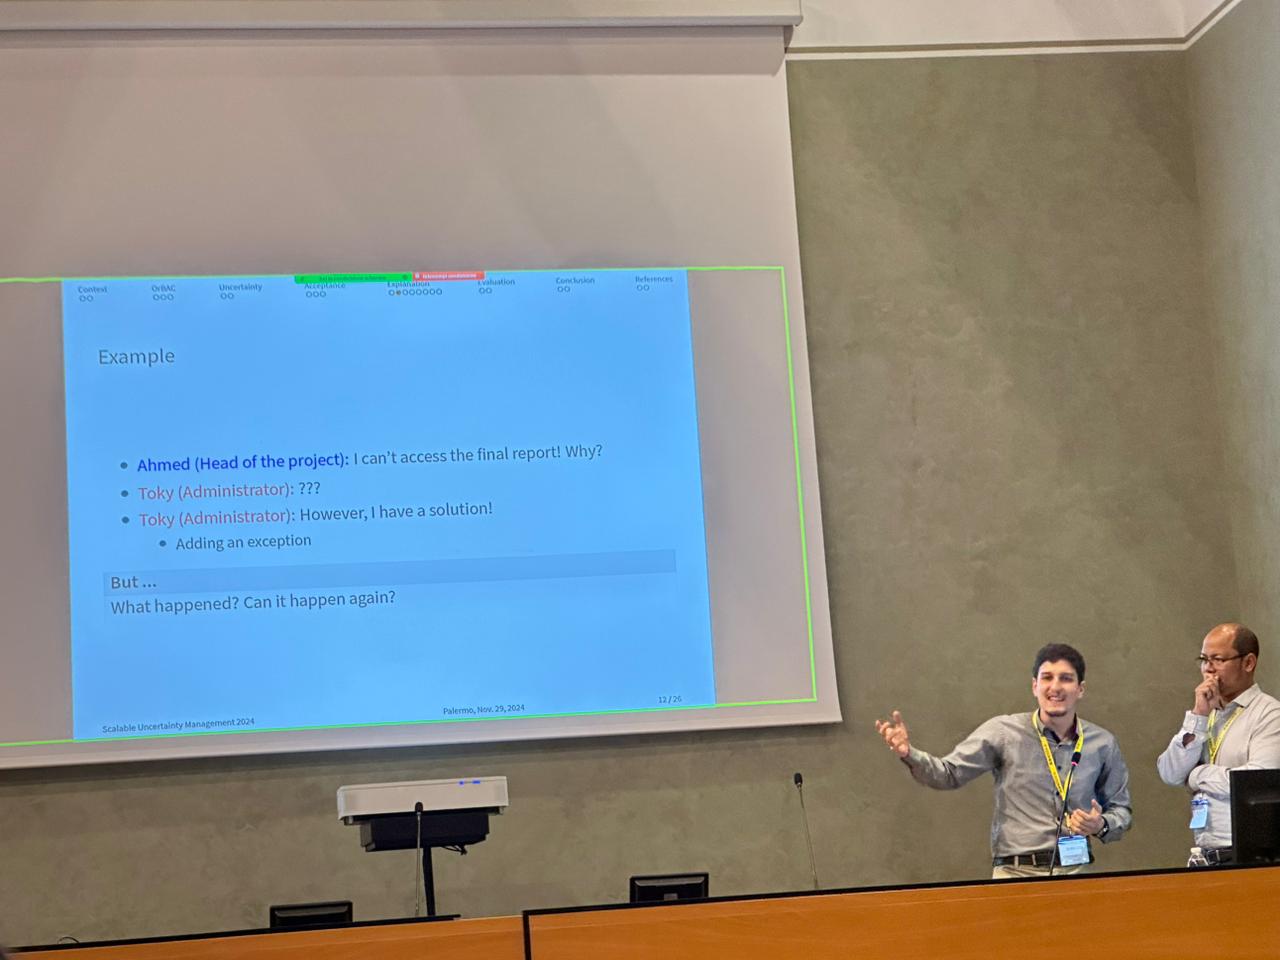 Context
OrBAC
Uncertainty
Acceptance
Explanation
Evaluation
Conclusion
References
Example
• Ahmed (Head of the project): I can't access the final report! Why?
• Toky (Administrator): ???
• Toky (Administrator): However, I have a solution!
• Adding an exception
But ...
What happened? Can it happen again?
Scalable Uncertainty Management 2024
Palermo, Nov. 29, 2024
12 / 26